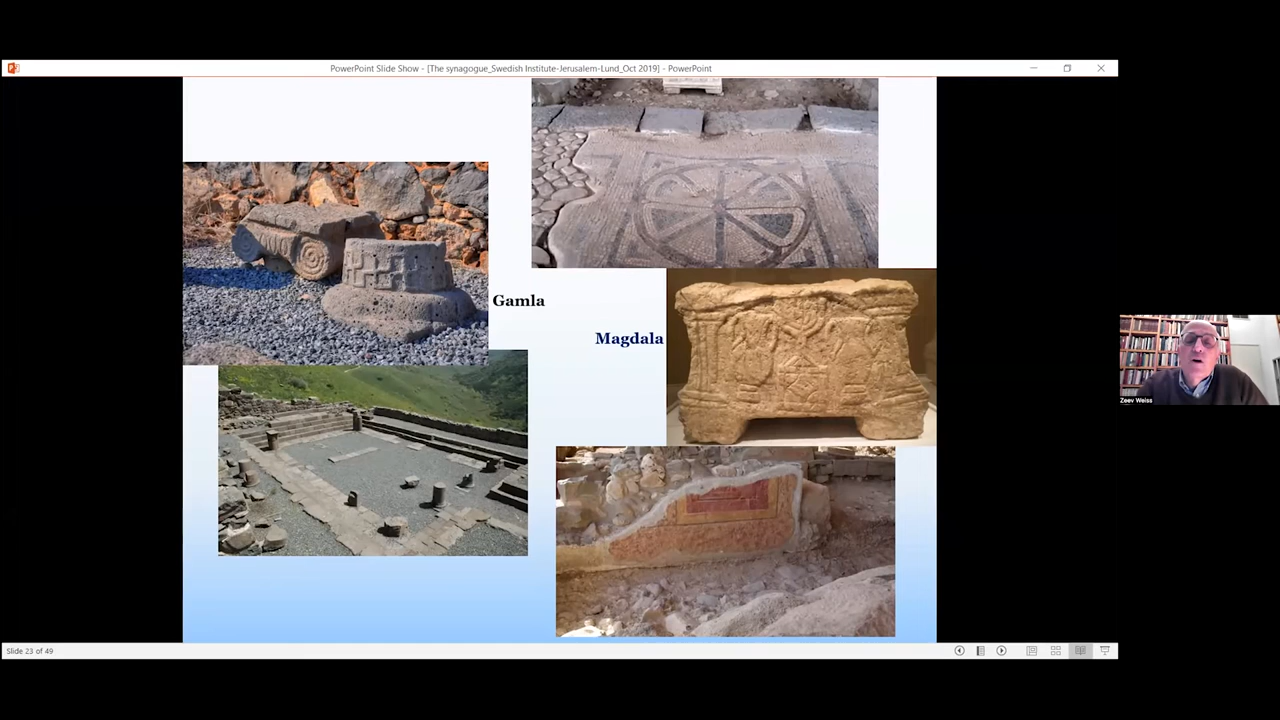 PowerPoint Slide Show - [The synagogue_Swedish Institute-Jerusalem-Lund_Oct 2019] - PowerPoint
Gamla
Magdala
Zeev Weiss
Slide 23 of 49